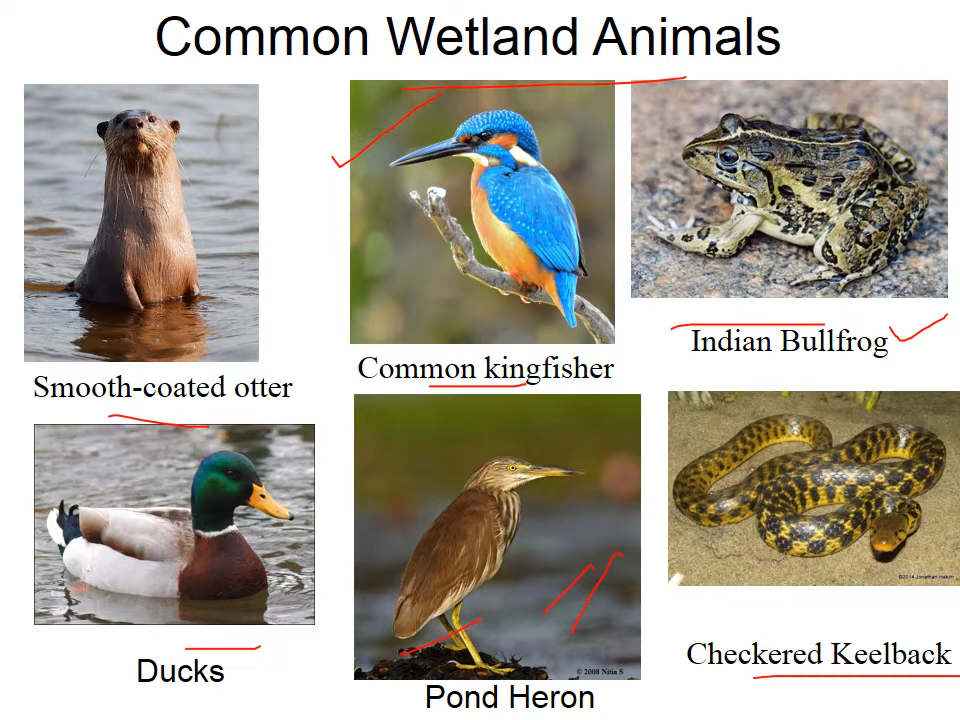 Common Wetland Animals
Smooth-coated otter
Common kingfisher
Indian Bullfrog
Ducks
© 2008 Nitin S
Pond Heron
©2014 Jonathan Hakim
Checkered Keelback